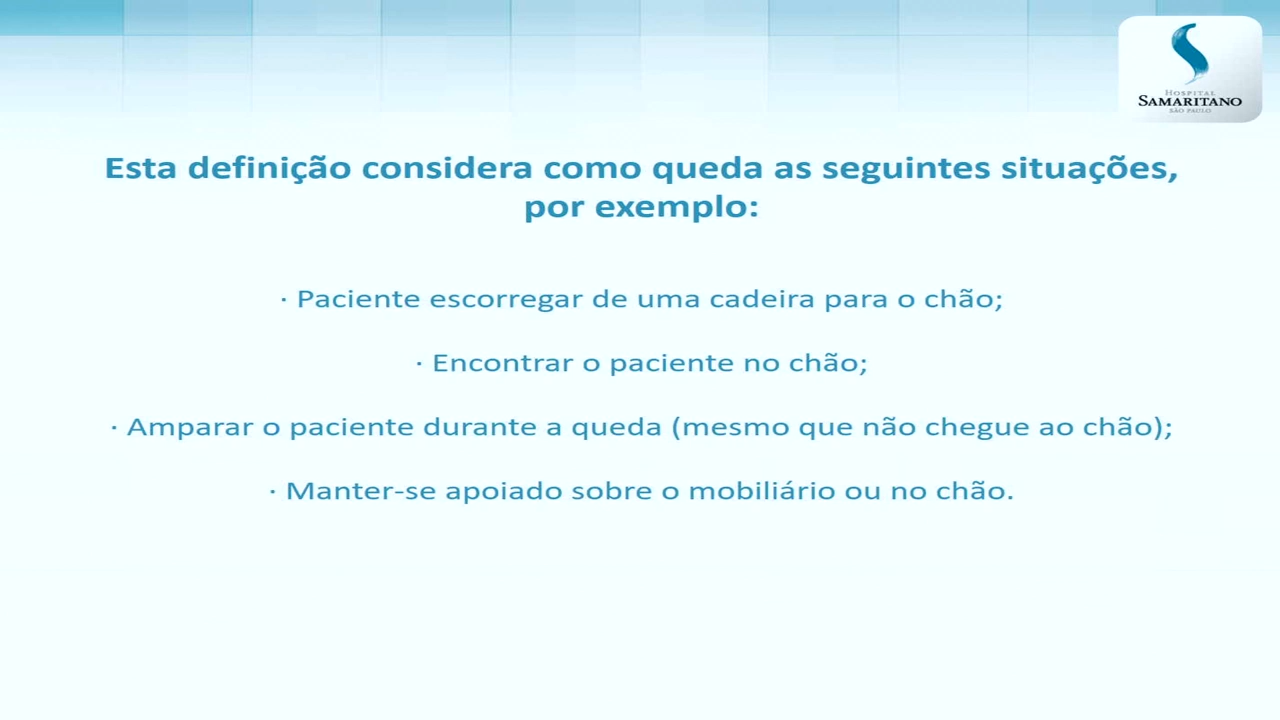 HOSPITAL
SAMARITANO
SÃO PAULO
Esta definição considera como queda as seguintes situações,
por exemplo:
· Paciente escorregar de uma cadeira para o chão;
· Encontrar o paciente no chão;
· Amparar o paciente durante a queda (mesmo que não chegue ao chão);
· Manter-se apoiado sobre o mobiliário ou no chão.